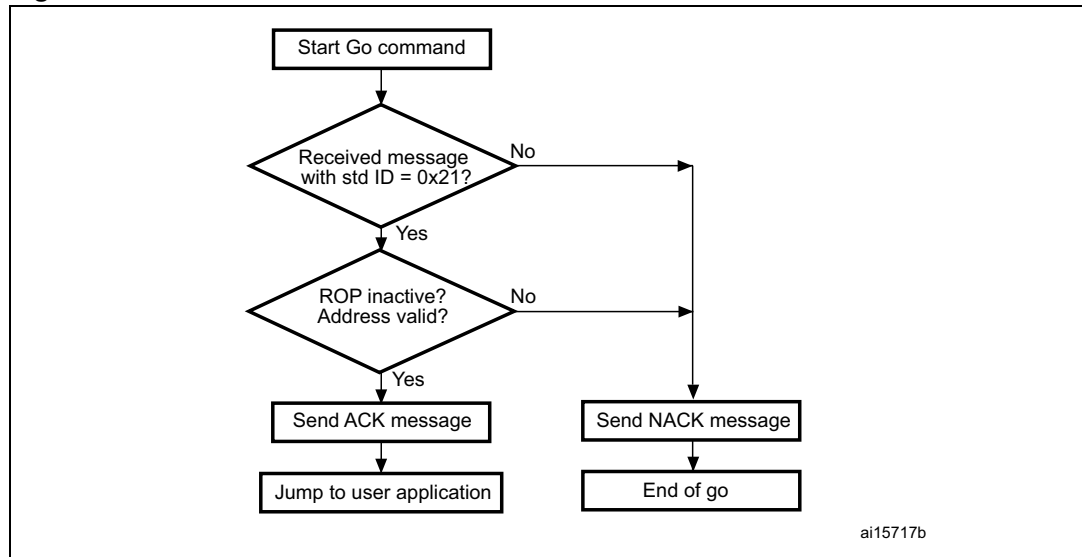 Start Go command
Received message
with std ID = 0x21?
No
Yes
ROP inactive?
Address valid?
No
Yes
Send ACK message
Send NACK message
Jump to user application
End of go
ai15717b